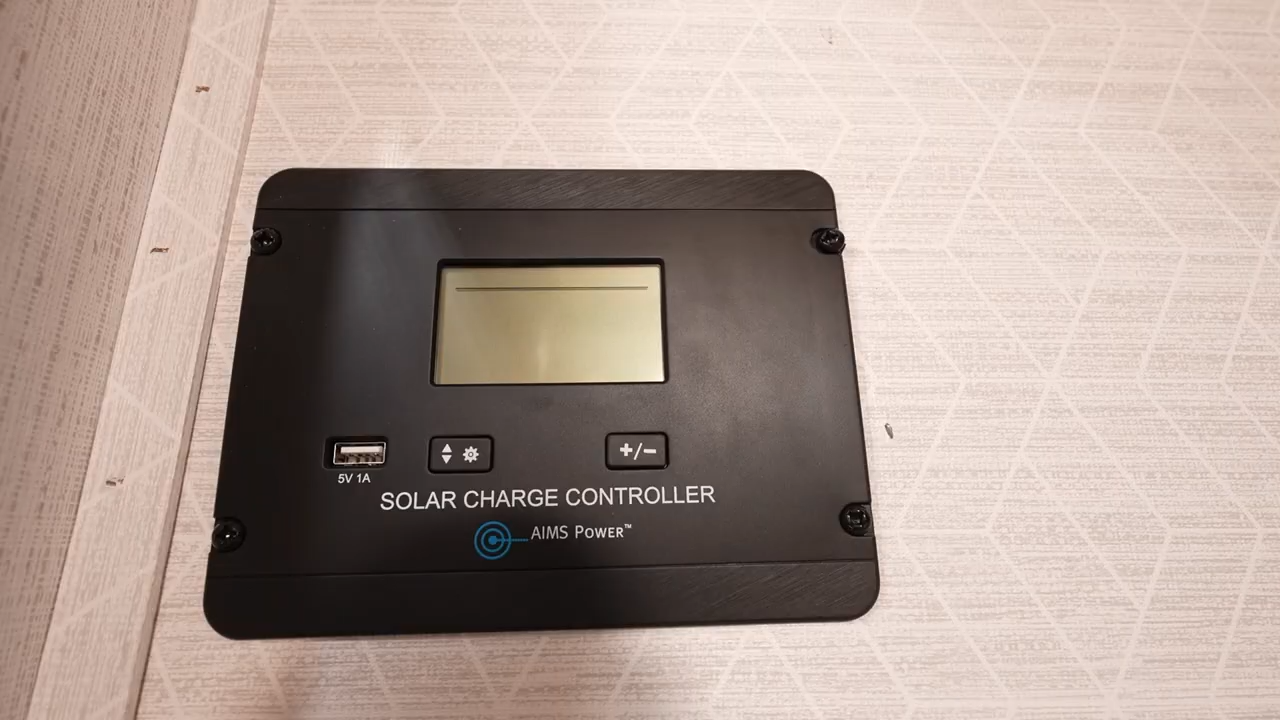 +/-
5V 1A
SOLAR CHARGE CONTROLLER
AIMS POWER™